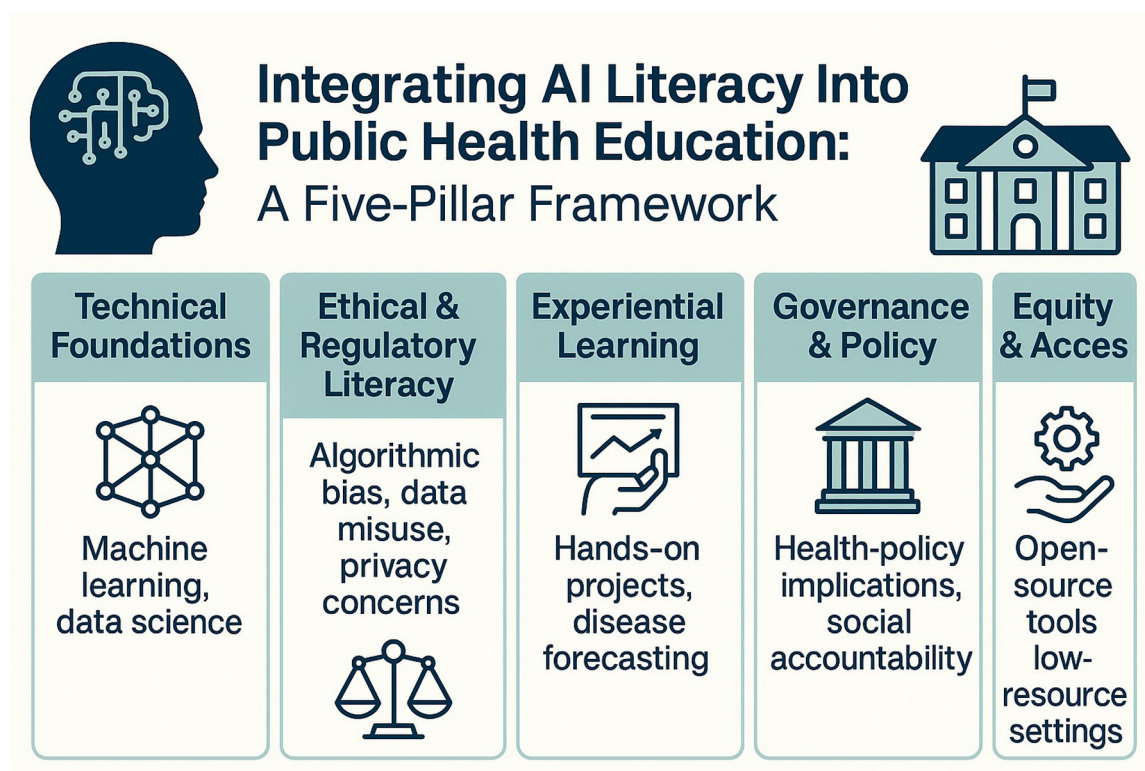 Integrating AI Literacy Into
Public Health Education:
A Five-Pillar Framework
Technical
Foundations
Machine
learning,
data science
Ethical &
Regulatory
Literacy
Algorithmic
bias, data
misuse,
privacy
concerns
Experiential
Learning
Hands-on
projects,
disease
forecasting
Governance
& Policy
Health-policy
implications,
social
accountability
Equity
& Acces
Open-
source
tools
low-
resource
settings